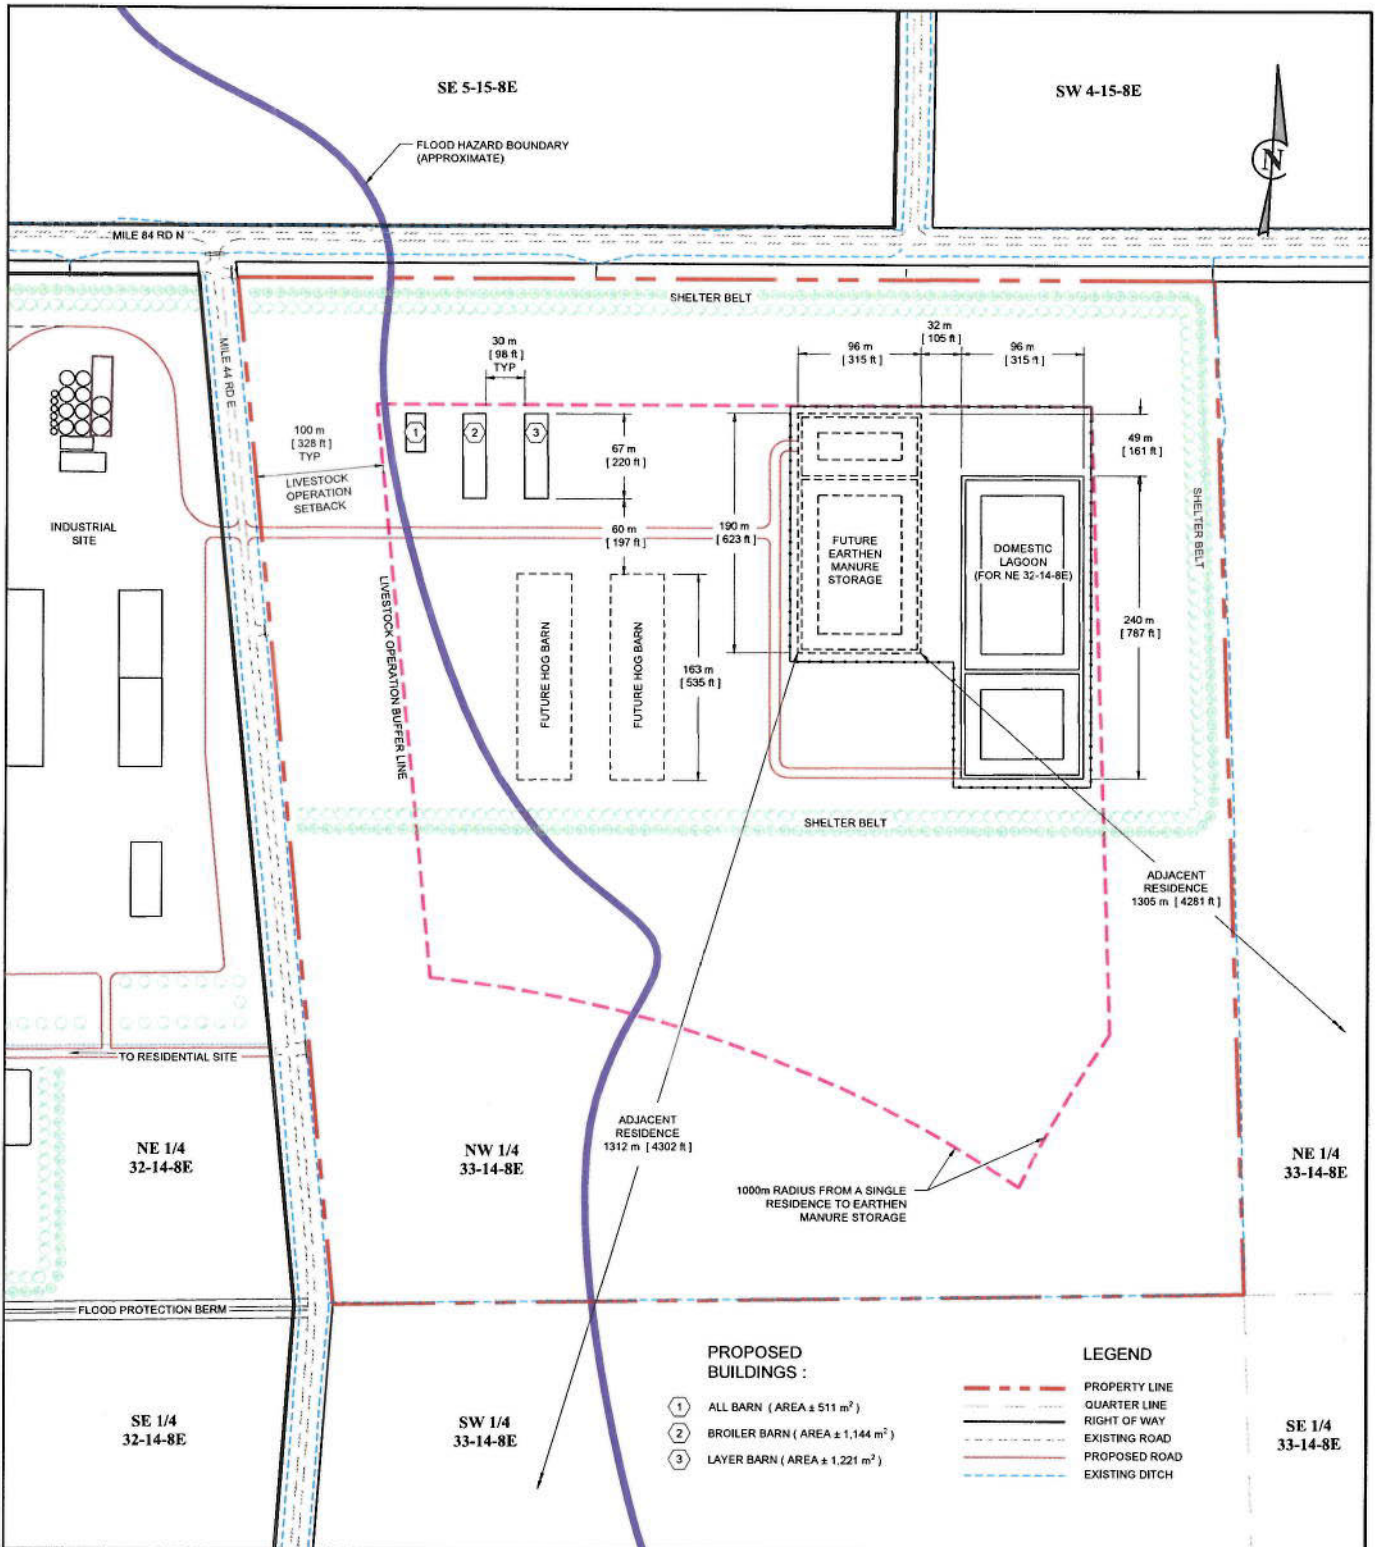 SE 5-15-8E
SW 4-15-8E
FLOOD HAZARD BOUNDARY
(APPROXIMATE)
N
MILE 84 RD N
SHELTER BELT
MILE 44 RD E
30 m
[ 98 ft ]
TYP
32 m
[ 105 ft ]
96 m
[ 315 ft ]
96 m
[ 315 ft ]
1
2
3
100 m
[ 328 ft ]
TYP
LIVESTOCK
OPERATION
SETBACK
67 m
[ 220 ft ]
49 m
[ 161 ft ]
INDUSTRIAL
SITE
60 m
[ 197 ft ]
190 m
[ 623 ft ]
FUTURE
EARTHEN
MANURE
STORAGE
DOMESTIC
LAGOON
(FOR NE 32-14-8E)
SHELTER BELT
LIVESTOCK OPERATION BUFFER LINE
FUTURE HOG BARN
FUTURE HOG BARN
163 m
[ 535 ft ]
240 m
[ 787 ft ]
SHELTER BELT
ADJACENT
RESIDENCE
1305 m [ 4281 ft ]
TO RESIDENTIAL SITE
ADJACENT
RESIDENCE
1312 m [ 4302 ft ]
NE 1/4
32-14-8E
NW 1/4
33-14-8E
NE 1/4
33-14-8E
1000m RADIUS FROM A SINGLE
RESIDENCE TO EARTHEN
MANURE STORAGE
FLOOD PROTECTION BERM
SE 1/4
32-14-8E
SW 1/4
33-14-8E
SE 1/4
33-14-8E
PROPOSED
BUILDINGS :
1 ALL BARN ( AREA ± 511 m² )
2 BROILER BARN ( AREA ± 1,144 m² )
3 LAYER BARN ( AREA ± 1,221 m² )
LEGEND
PROPERTY LINE
QUARTER LINE
RIGHT OF WAY
EXISTING ROAD
PROPOSED ROAD
EXISTING DITCH